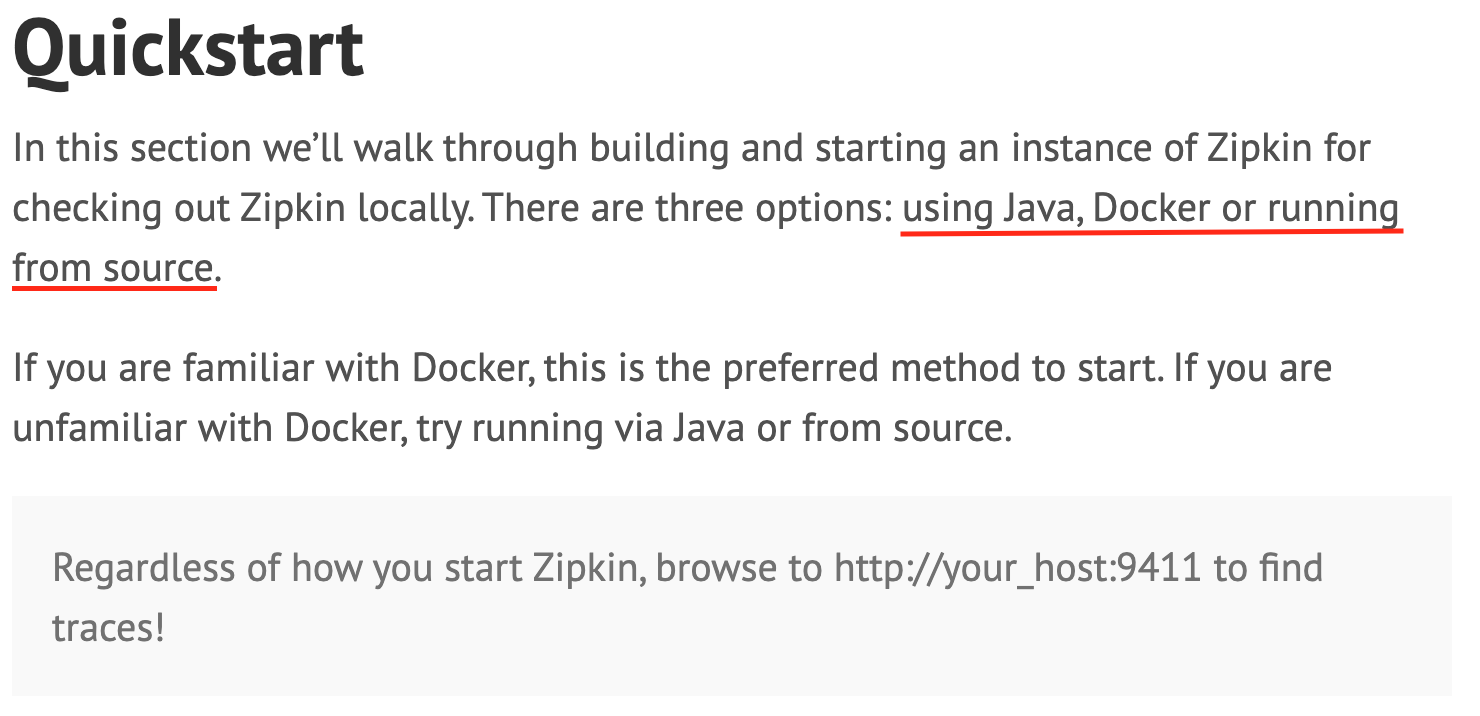 Quickstart
In this section we’ll walk through building and starting an instance of Zipkin for
checking out Zipkin locally. There are three options: using Java, Docker or running
from source.
If you are familiar with Docker, this is the preferred method to start. If you are
unfamiliar with Docker, try running via Java or from source.
Regardless of how you start Zipkin, browse to http://your_host:9411 to find
traces!